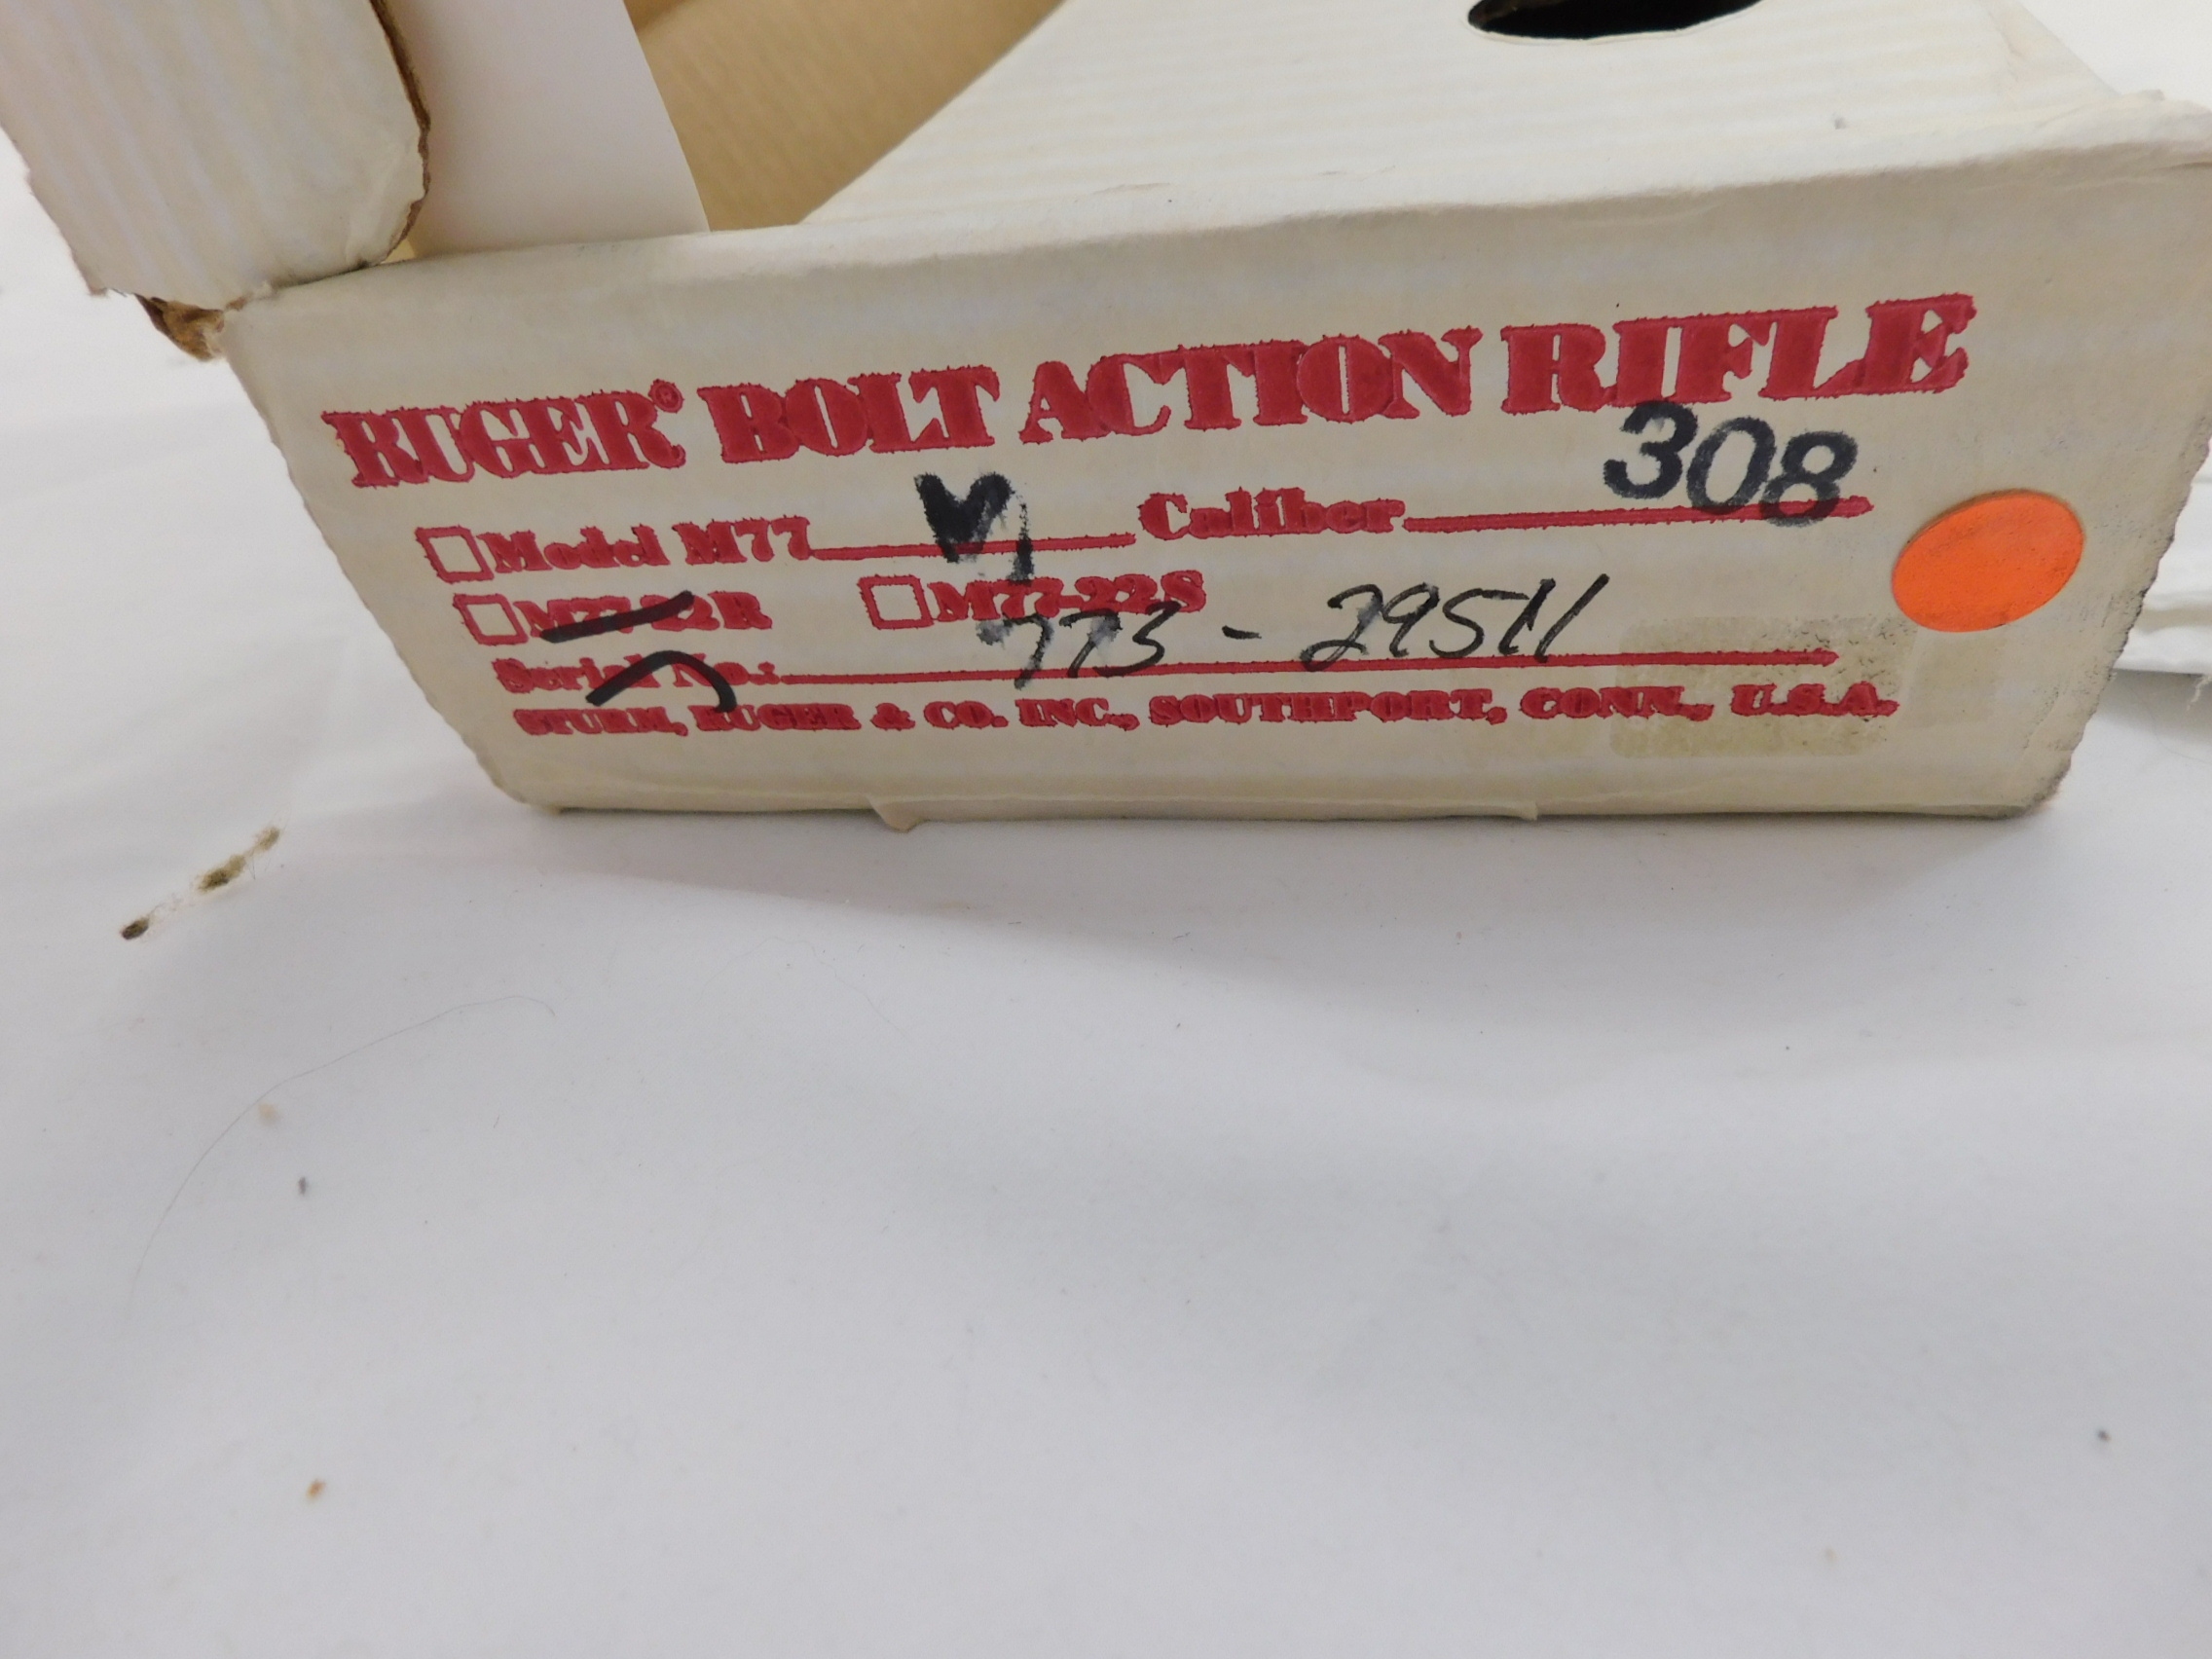 RUGER® BOLT ACTION RIFLE
Model M77 Caliber 308
M77-22R M77-22S
Serial No.: 773-29511
STURM, RUGER & CO. INC., SOUTHPORT, CONN., U.S.A.